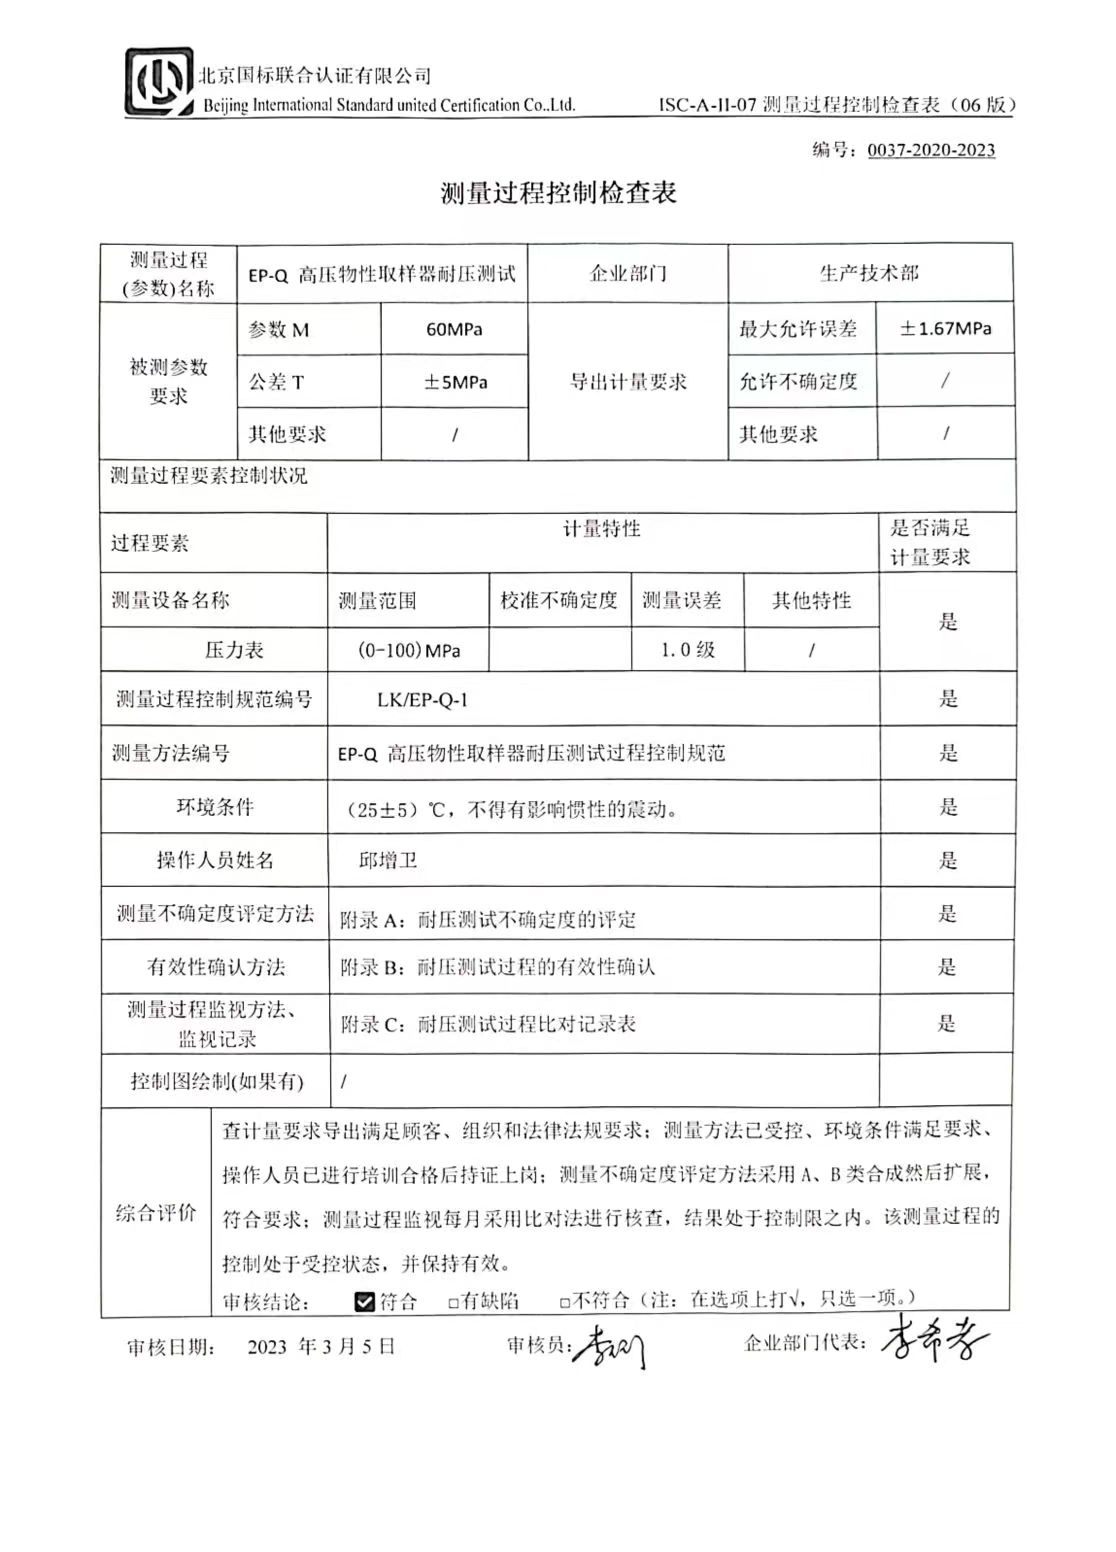 北京国标联合认证有限公司
Beijing International Standard united Certification Co.,Ltd.
ISC-A-II-07 测量过程控制检查表（06 版）
编号：0037-2020-2023
测量过程控制检查表
测量过程
(参数)名称
EP-Q 高压物性取样器耐压测试
企业部门
生产技术部
被测参数
要求
参数 M
60MPa
导出计量要求
最大允许误差
±1.67MPa
公差 T
±5MPa
允许不确定度
/
其他要求
/
其他要求
/
测量过程要素控制状况
过程要素
计量特性
是否满足
计量要求
测量设备名称
测量范围
校准不确定度
测量误差
其他特性
是
压力表
(0-100)MPa
1.0 级
/
测量过程控制规范编号
LK/EP-Q-1
是
测量方法编号
EP-Q 高压物性取样器耐压测试过程控制规范
是
环境条件
（25±5）℃，不得有影响惯性的震动。
是
操作人员姓名
邱增卫
是
测量不确定度评定方法
附录 A：耐压测试不确定度的评定
是
有效性确认方法
附录 B：耐压测试过程的有效性确认
是
测量过程监视方法、
监视记录
附录 C：耐压测试过程比对记录表
是
控制图绘制(如果有)
/
综合评价
查计量要求导出满足顾客、组织和法律法规要求；测量方法已受控、环境条件满足要求、
操作人员已进行培训合格后持证上岗；测量不确定度评定方法采用 A、B 类合成然后扩展，
符合要求；测量过程监视每月采用比对法进行核查，结果处于控制限之内。该测量过程的
控制处于受控状态，并保持有效。
审核结论： ☑符合 □有缺陷 □不符合（注：在选项上打√，只选一项。）
审核日期： 2023 年 3 月 5 日
审核员：
企业部门代表：李希孝